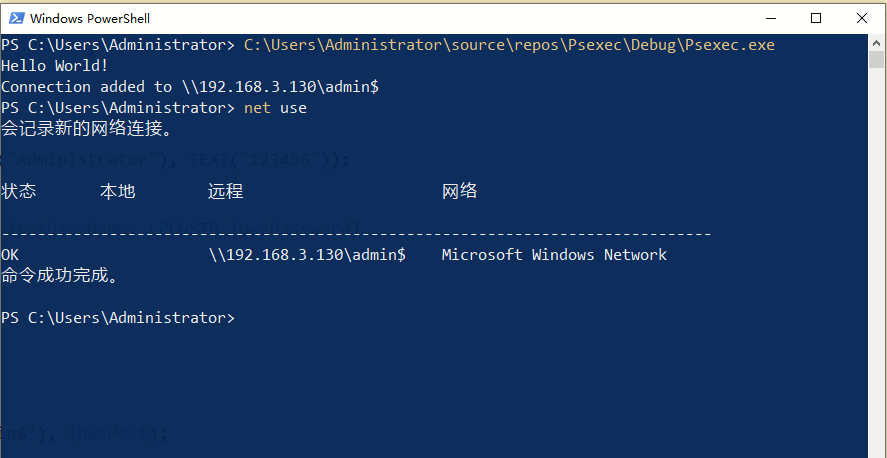 Windows PowerShell
PS C:\Users\Administrator> C:\Users\Administrator\source\repos\Psexec\Debug\Psexec.exe
Hello World!
Connection added to \\192.168.3.130\admin$
PS C:\Users\Administrator> net use
会记录新的网络连接。
("Administrator"), TEXT("123456"));
状态 本地 远程 网络
-------------------------------------------------------------------------------
OK \\192.168.3.130\admin$ Microsoft Windows Network
命令成功完成。
PS C:\Users\Administrator>
in$"), lpwsHost);